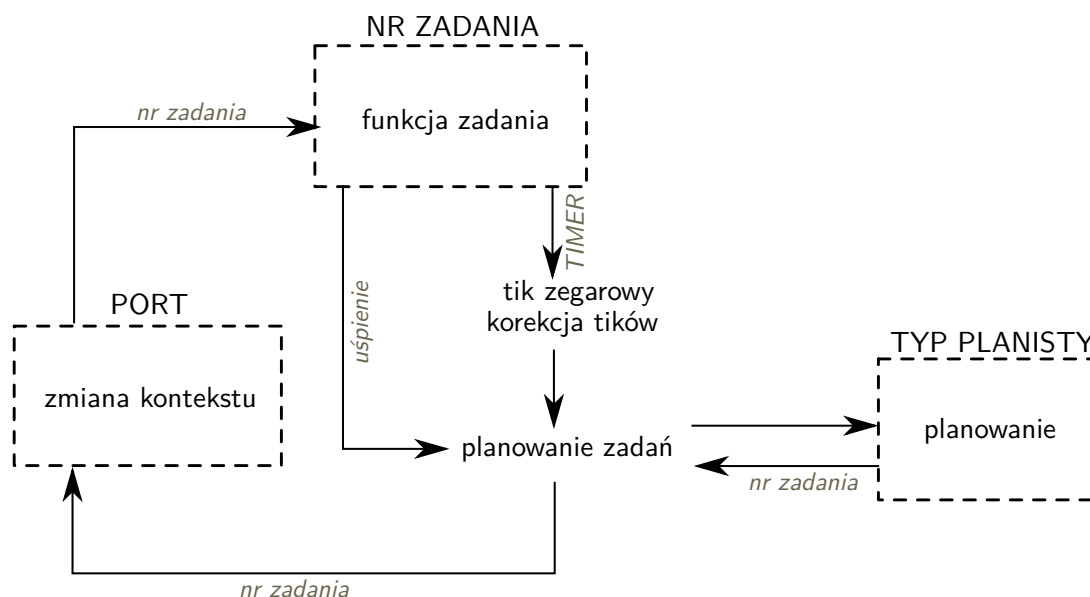 NR ZADANIA
nr zadania
funkcja zadania
TIMER
uśpienie
tik zegarowy
korekcja tików
PORT
zmiana kontekstu
TYP PLANISTY
planowanie
planowanie zadań
nr zadania
nr zadania